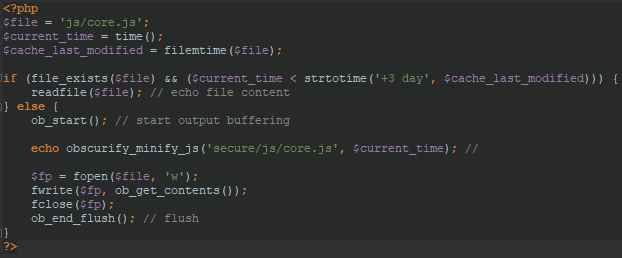 <?php
$file = 'js/core.js';
$current_time = time();
$cache_last_modified = filemtime($file);
if (file_exists($file) && ($current_time < strtotime('+3 day', $cache_last_modified))) {
readfile($file); // echo file content
} else {
ob_start(); // start output buffering
echo obscurify_minify_js('secure/js/core.js', $current_time); //
$fp = fopen($file, 'w');
fwrite($fp, ob_get_contents());
fclose($fp);
ob_end_flush(); // flush
}
?>